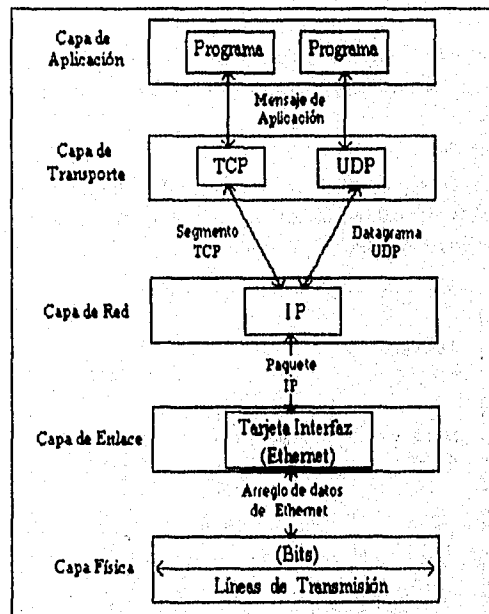 Capa de
Aplicación
Programa
Programa
Mensaje de
Aplicación
Capa de
Transporte
TCP
UDP
Segmento
TCP
Datagrama
UDP
Capa de Red
IP
Paquete
IP
Capa de Enlace
Tarjeta Interfaz
(Ethernet)
Arreglo de datos
de Ethernet
Capa Física
(Bits)
Líneas de Transmisión